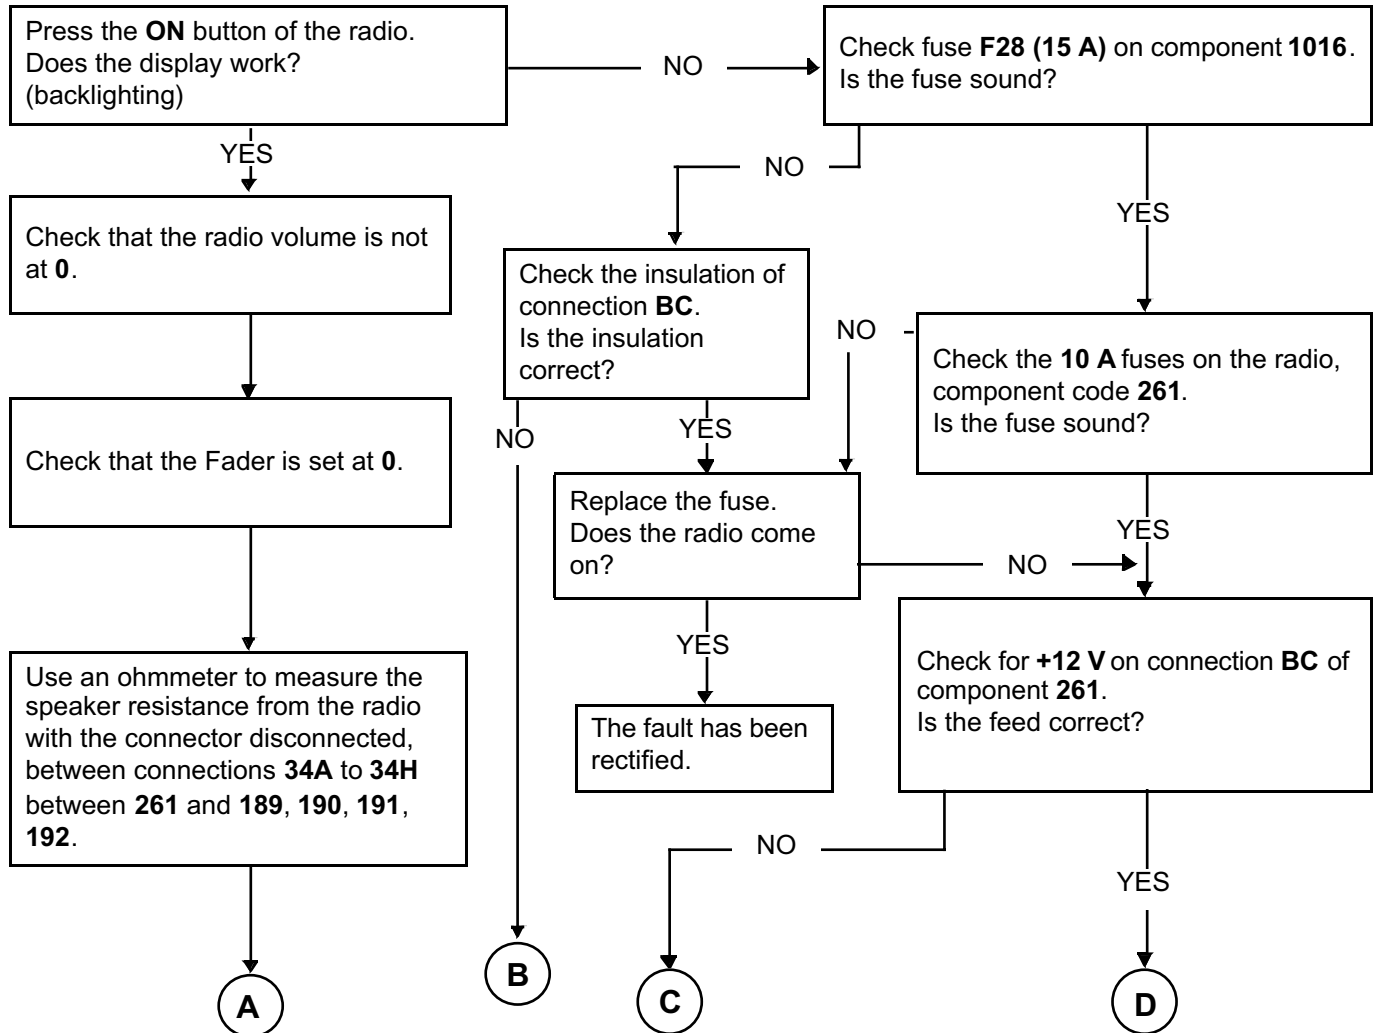 Press the ON button of the radio.
Does the display work?
(backlighting)
NO
Check fuse F28 (15 A) on component 1016.
Is the fuse sound?
YES
NO
YES
Check that the radio volume is not
at 0.
Check the insulation of
connection BC.
Is the insulation
correct?
NO
Check the 10 A fuses on the radio,
component code 261.
Is the fuse sound?
Check that the Fader is set at 0.
NO
YES
Replace the fuse.
Does the radio come
on?
YES
NO
YES
Use an ohmmeter to measure the
speaker resistance from the radio
with the connector disconnected,
between connections 34A to 34H
between 261 and 189, 190, 191,
192.
The fault has been
rectified.
Check for +12 V on connection BC of
component 261.
Is the feed correct?
NO
YES
A
B
C
D